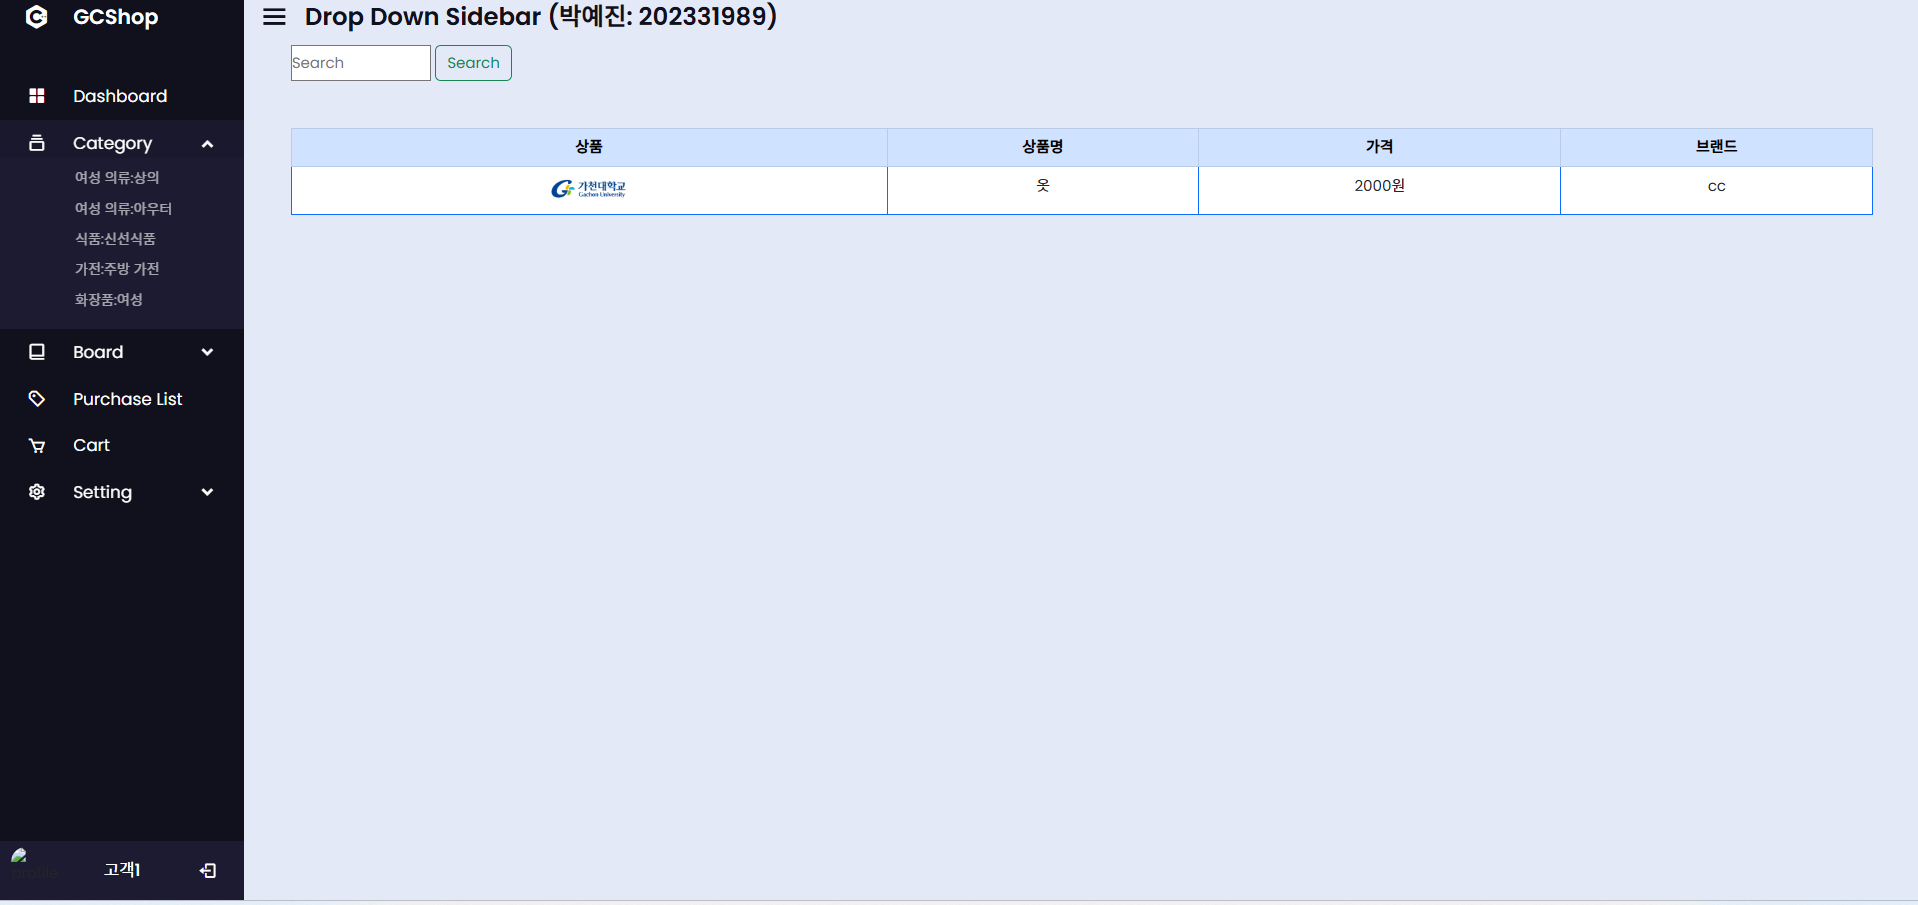 GCShop
Dashboard
Category
여성 의류:상의
여성 의류:아우터
식품:신선식품
가전:주방 가전
화장품:여성
Board
Purchase List
Cart
Setting
profile
고객1
Drop Down Sidebar (박예진: 202331989)
Search Search
상품 상품명 가격 브랜드
가천대학교 옷 2000원 cc
Gachon University